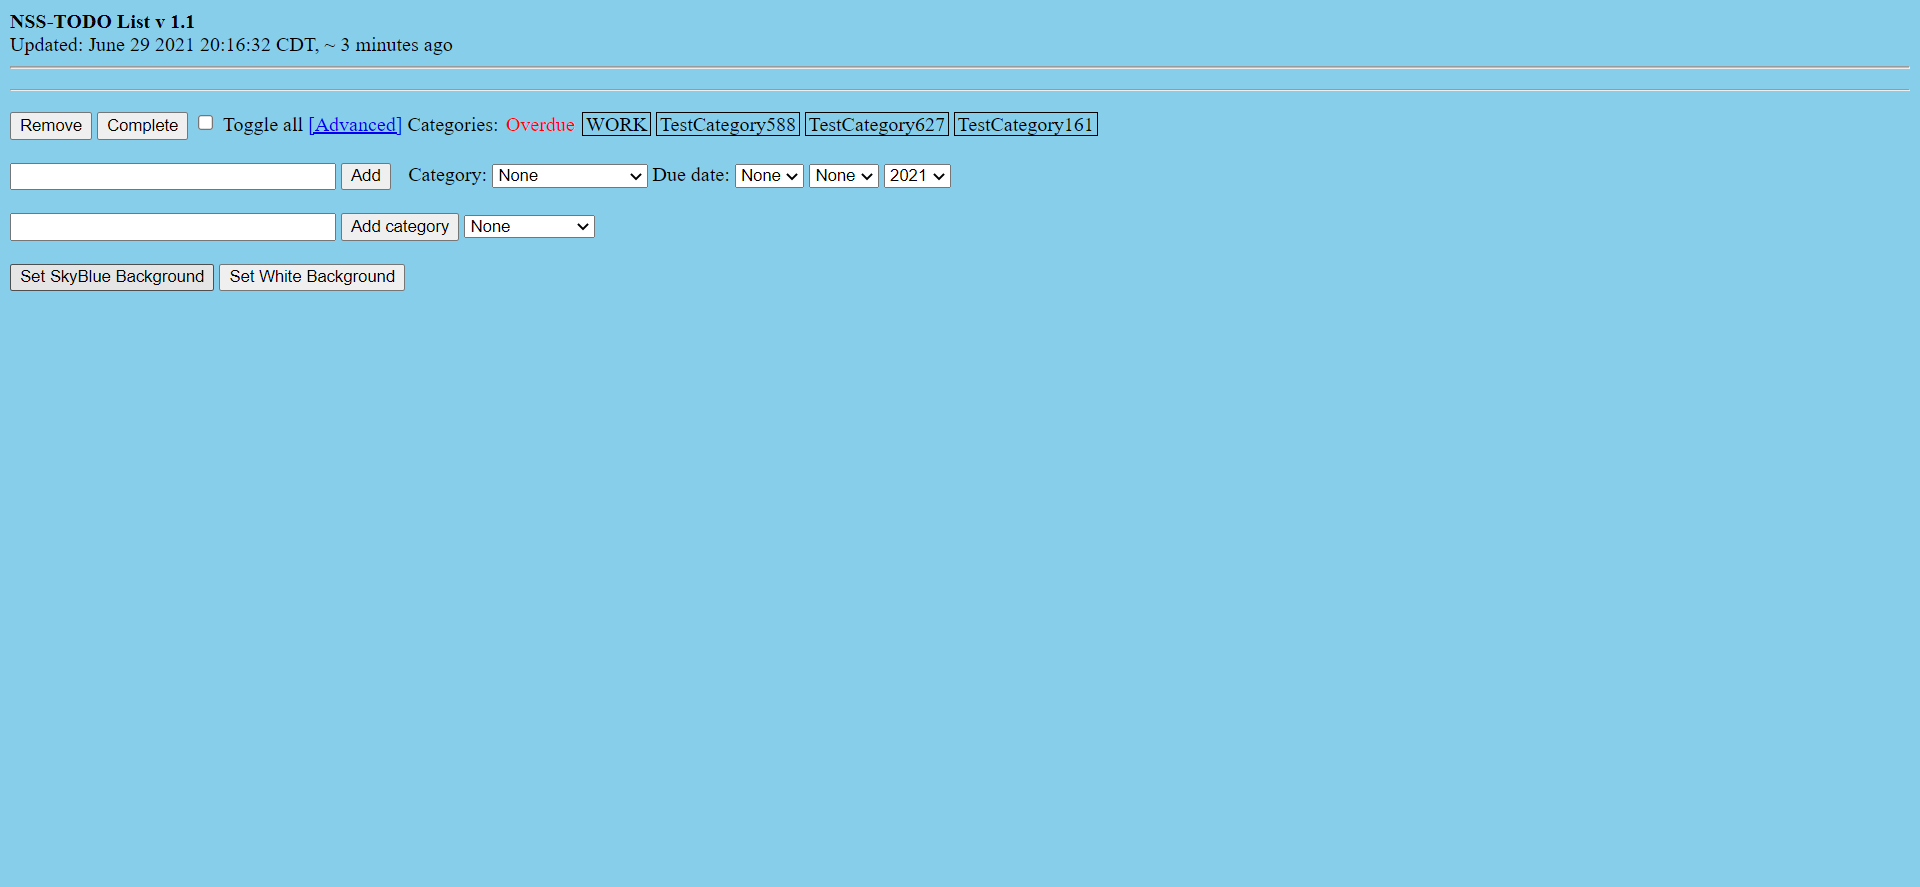 NSS-TODO List v 1.1
Updated: June 29 2021 20:16:32 CDT, ~ 3 minutes ago
Remove Complete Toggle all [Advanced] Categories: Overdue WORK TestCategory588 TestCategory627 TestCategory161
Add Category: None Due date: None None 2021
Add category None
Set SkyBlue Background Set White Background